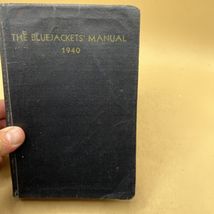 THE BLUEJACKETS' MANUAL
1940